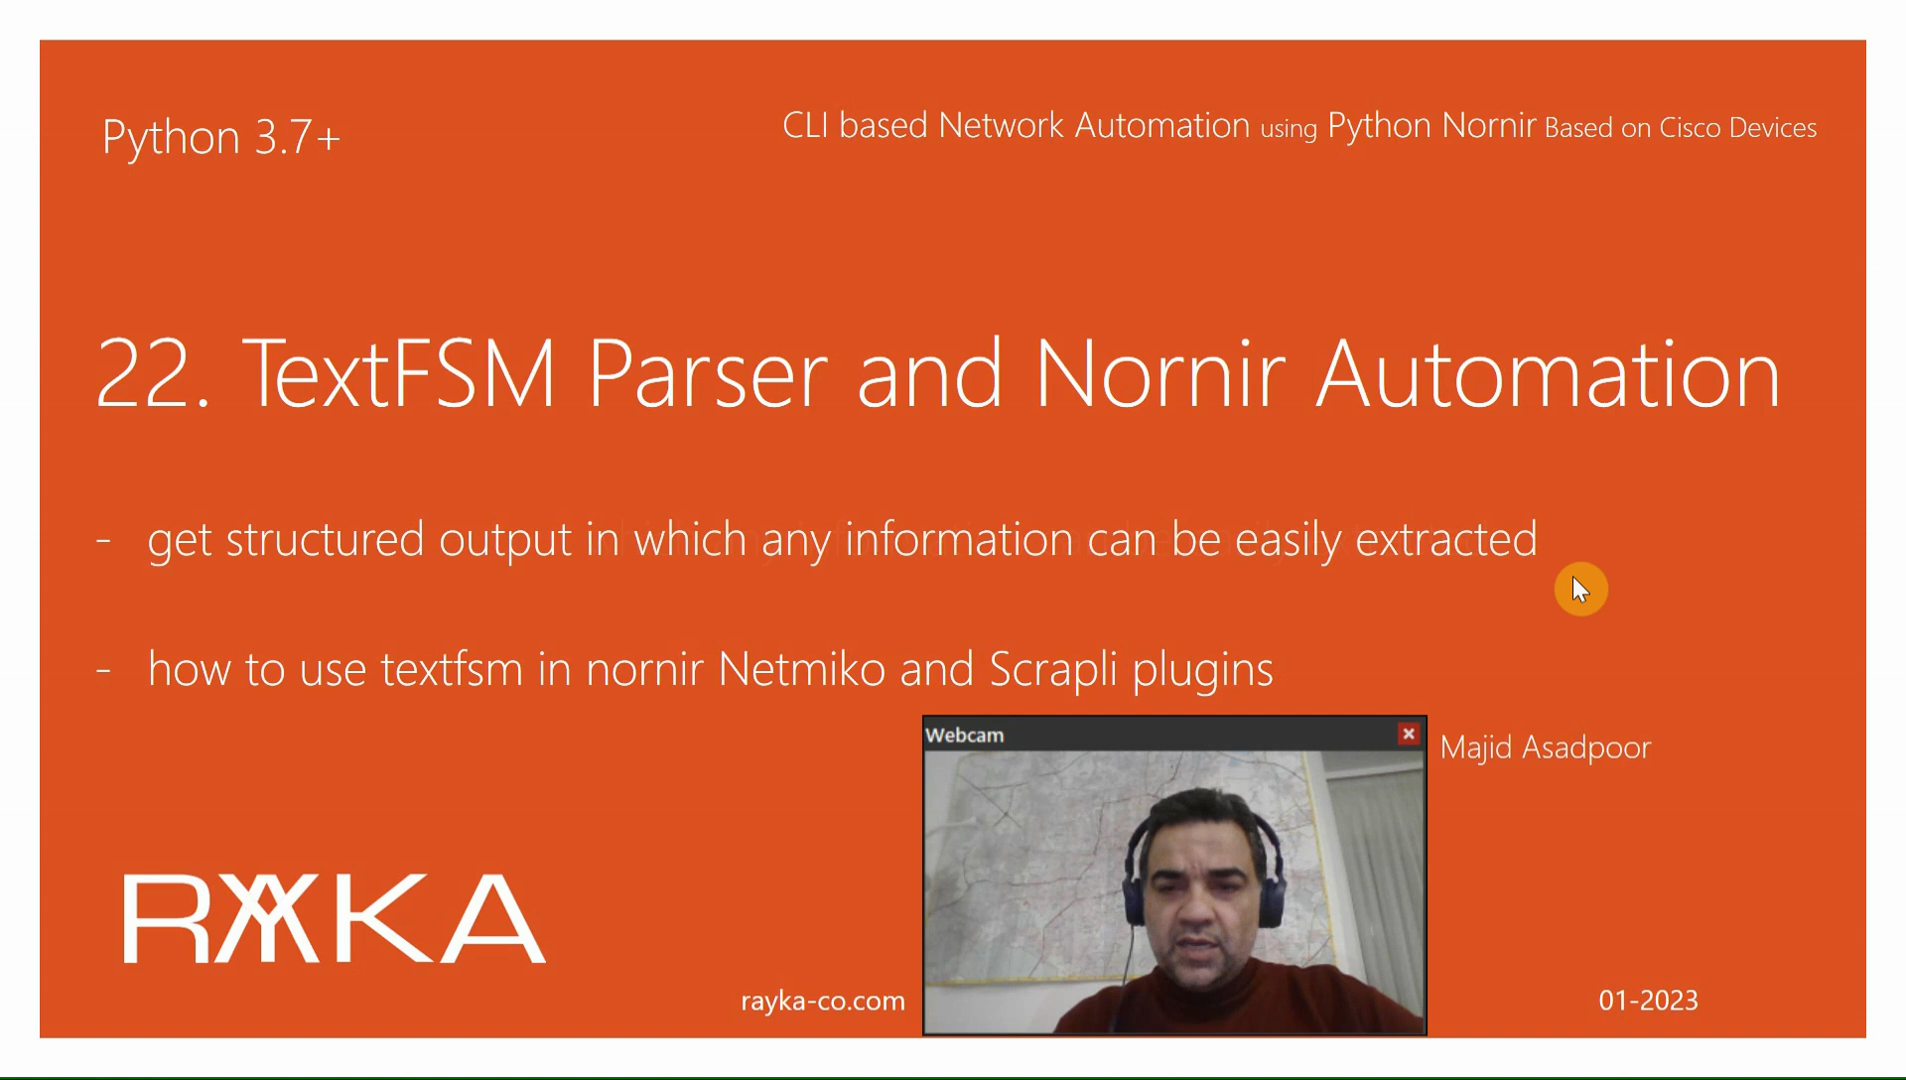 Python 3.7+
CLI based Network Automation using Python Nornir Based on Cisco Devices
22. TextFSM Parser and Nornir Automation
- get structured output in which any information can be easily extracted
- how to use textfsm in nornir Netmiko and Scrapli plugins
Webcam
Majid Asadpoor
RAYKA
rayka-co.com
01-2023